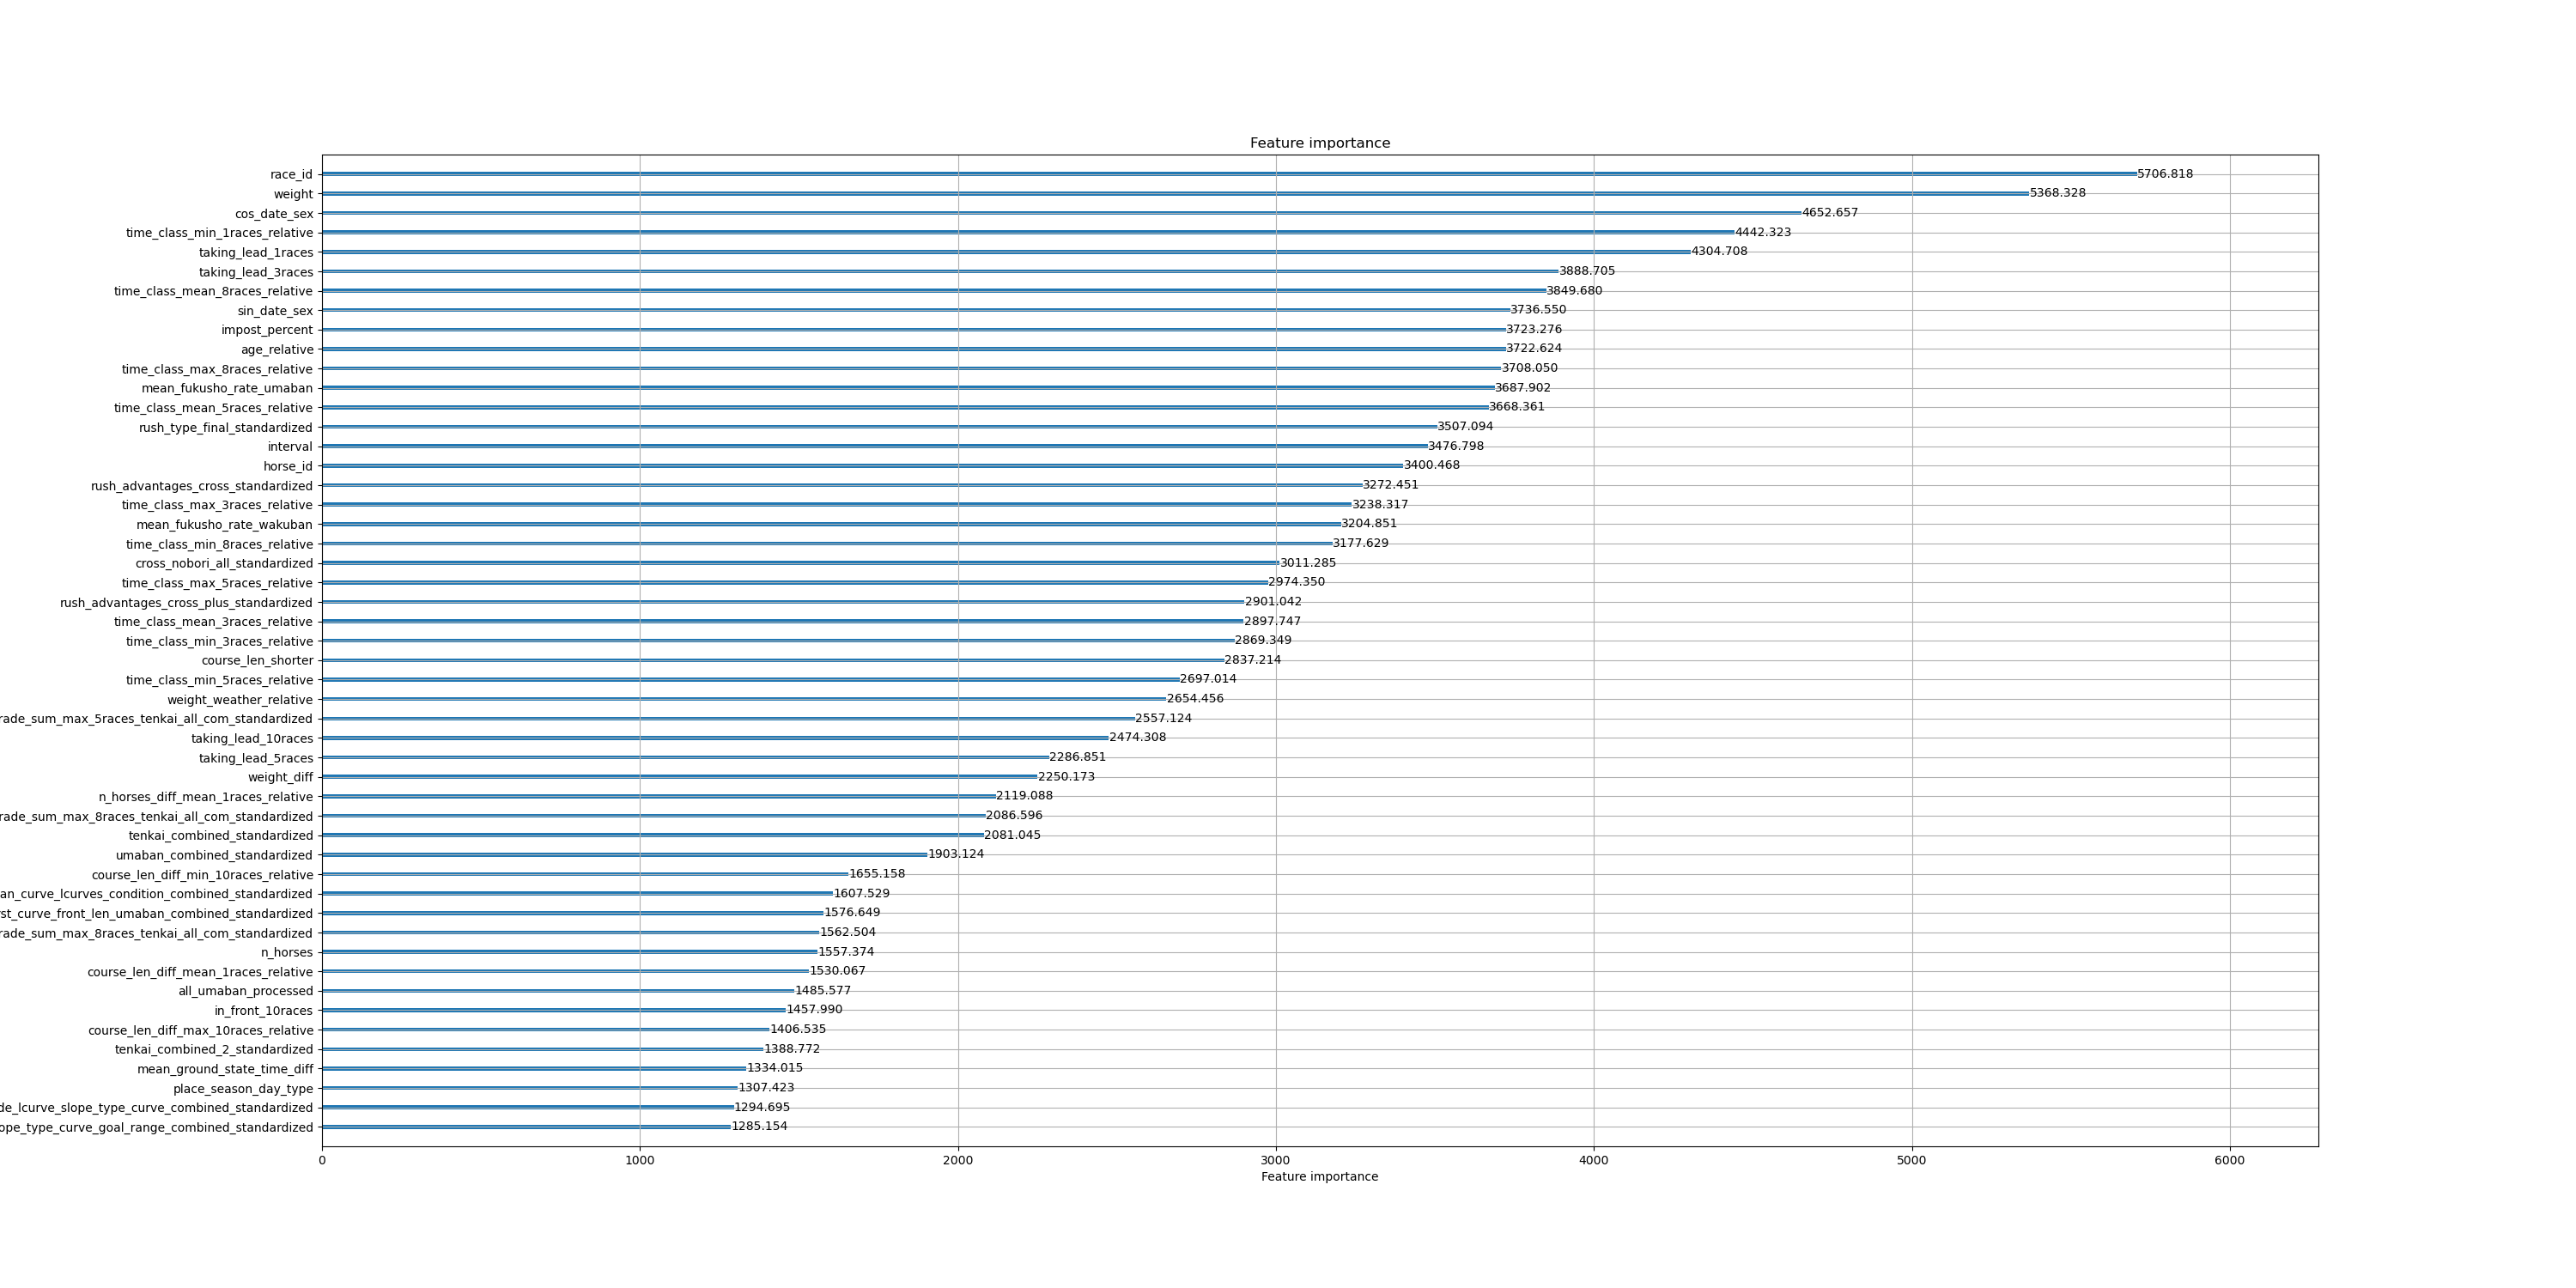 Feature importance
race_id 5706.818
weight 5368.328
cos_date_sex 4652.657
time_class_min_1races_relative 4442.323
taking_lead_1races 4304.708
taking_lead_3races 3888.705
time_class_mean_8races_relative 3849.680
sin_date_sex 3736.550
impost_percent 3723.276
age_relative 3722.624
time_class_max_8races_relative 3708.050
mean_fukusho_rate_umaban 3687.902
time_class_mean_5races_relative 3668.361
rush_type_final_standardized 3507.094
interval 3476.798
horse_id 3400.468
rush_advantages_cross_standardized 3272.451
time_class_max_3races_relative 3238.317
mean_fukusho_rate_wakuban 3204.851
time_class_min_8races_relative 3177.629
cross_nobori_all_standardized 3011.285
time_class_max_5races_relative 2974.350
rush_advantages_cross_plus_standardized 2901.042
time_class_mean_3races_relative 2897.747
time_class_min_3races_relative 2869.349
course_len_shorter 2837.214
time_class_min_5races_relative 2697.014
weight_weather_relative 2654.456
rade_sum_max_5races_tenkai_all_com_standardized 2557.124
taking_lead_10races 2474.308
taking_lead_5races 2286.851
weight_diff 2250.173
n_horses_diff_mean_1races_relative 2119.088
rade_sum_max_8races_tenkai_all_com_standardized 2086.596
tenkai_combined_standardized 2081.045
umaban_combined_standardized 1903.124
course_len_diff_min_10races_relative 1655.158
an_curve_lcurves_condition_combined_standardized 1607.529
st_curve_front_len_umaban_combined_standardized 1576.649
rade_sum_max_8races_tenkai_all_com_standardized 1562.504
n_horses 1557.374
course_len_diff_mean_1races_relative 1530.067
all_umaban_processed 1485.577
in_front_10races 1457.990
course_len_diff_max_10races_relative 1406.535
tenkai_combined_2_standardized 1388.772
mean_ground_state_time_diff 1334.015
place_season_day_type 1307.423
de_lcurve_slope_type_curve_combined_standardized 1294.695
ope_type_curve_goal_range_combined_standardized 1285.154
0 1000 2000 3000 4000 5000 6000
Feature importance